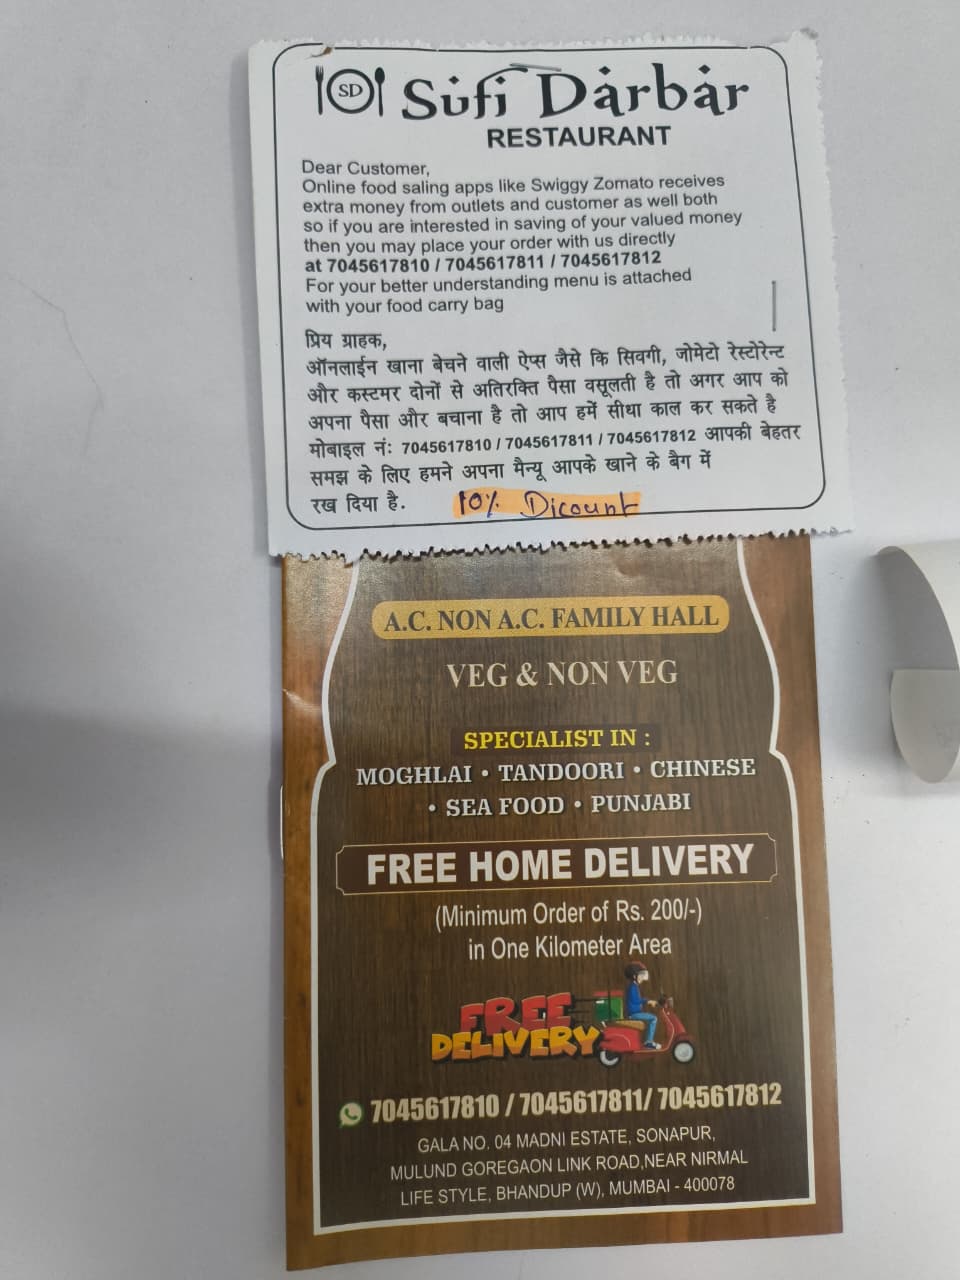 SD Sufi Darbar
RESTAURANT
Dear Customer,
Online food saling apps like Swiggy Zomato receives
extra money from outlets and customer as well both
so if you are interested in saving of your valued money
then you may place your order with us directly
at 7045617810 / 7045617811 / 7045617812
For your better understanding menu is attached
with your food carry bag
प्रिय ग्राहक,
ऑनलाईन खाना बेचने वाली ऐप्स जैसे कि सिवगी, जोमेटो रेस्टोरेन्ट
और कस्टमर दोनों से अतिरक्ति पैसा वसूलती है तो अगर आप को
अपना पैसा और बचाना है तो आप हमें सीधा काल कर सकते है
मोबाइल नं: 7045617810 / 7045617811 / 7045617812 आपकी बेहतर
समझ के लिए हमने अपना मैन्यू आपके खाने के बैग में
रख दिया है.
10% Dicount
A.C. NON A.C. FAMILY HALL
VEG & NON VEG
SPECIALIST IN :
MOGHLAI • TANDOORI • CHINESE
• SEA FOOD • PUNJABI
FREE HOME DELIVERY
(Minimum Order of Rs. 200/-)
in One Kilometer Area
FREE
DELIVERY
7045617810 / 7045617811/ 7045617812
GALA NO. 04 MADNI ESTATE, SONAPUR,
MULUND GOREGAON LINK ROAD,NEAR NIRMAL
LIFE STYLE, BHANDUP (W), MUMBAI - 400078